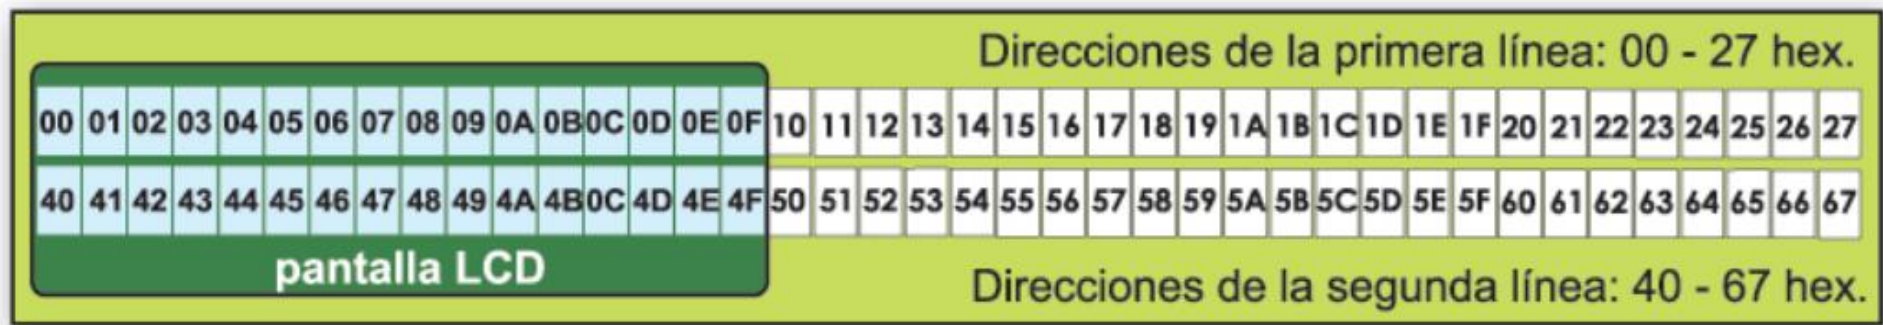 Direcciones de la primera línea: 00 - 27 hex.
00 01 02 03 04 05 06 07 08 09 0A 0B 0C 0D 0E 0F 10 11 12 13 14 15 16 17 18 19 1A 1B 1C 1D 1E 1F 20 21 22 23 24 25 26 27
40 41 42 43 44 45 46 47 48 49 4A 4B 0C 4D 4E 4F 50 51 52 53 54 55 56 57 58 59 5A 5B 5C 5D 5E 5F 60 61 62 63 64 65 66 67
pantalla LCD
Direcciones de la segunda línea: 40 - 67 hex.